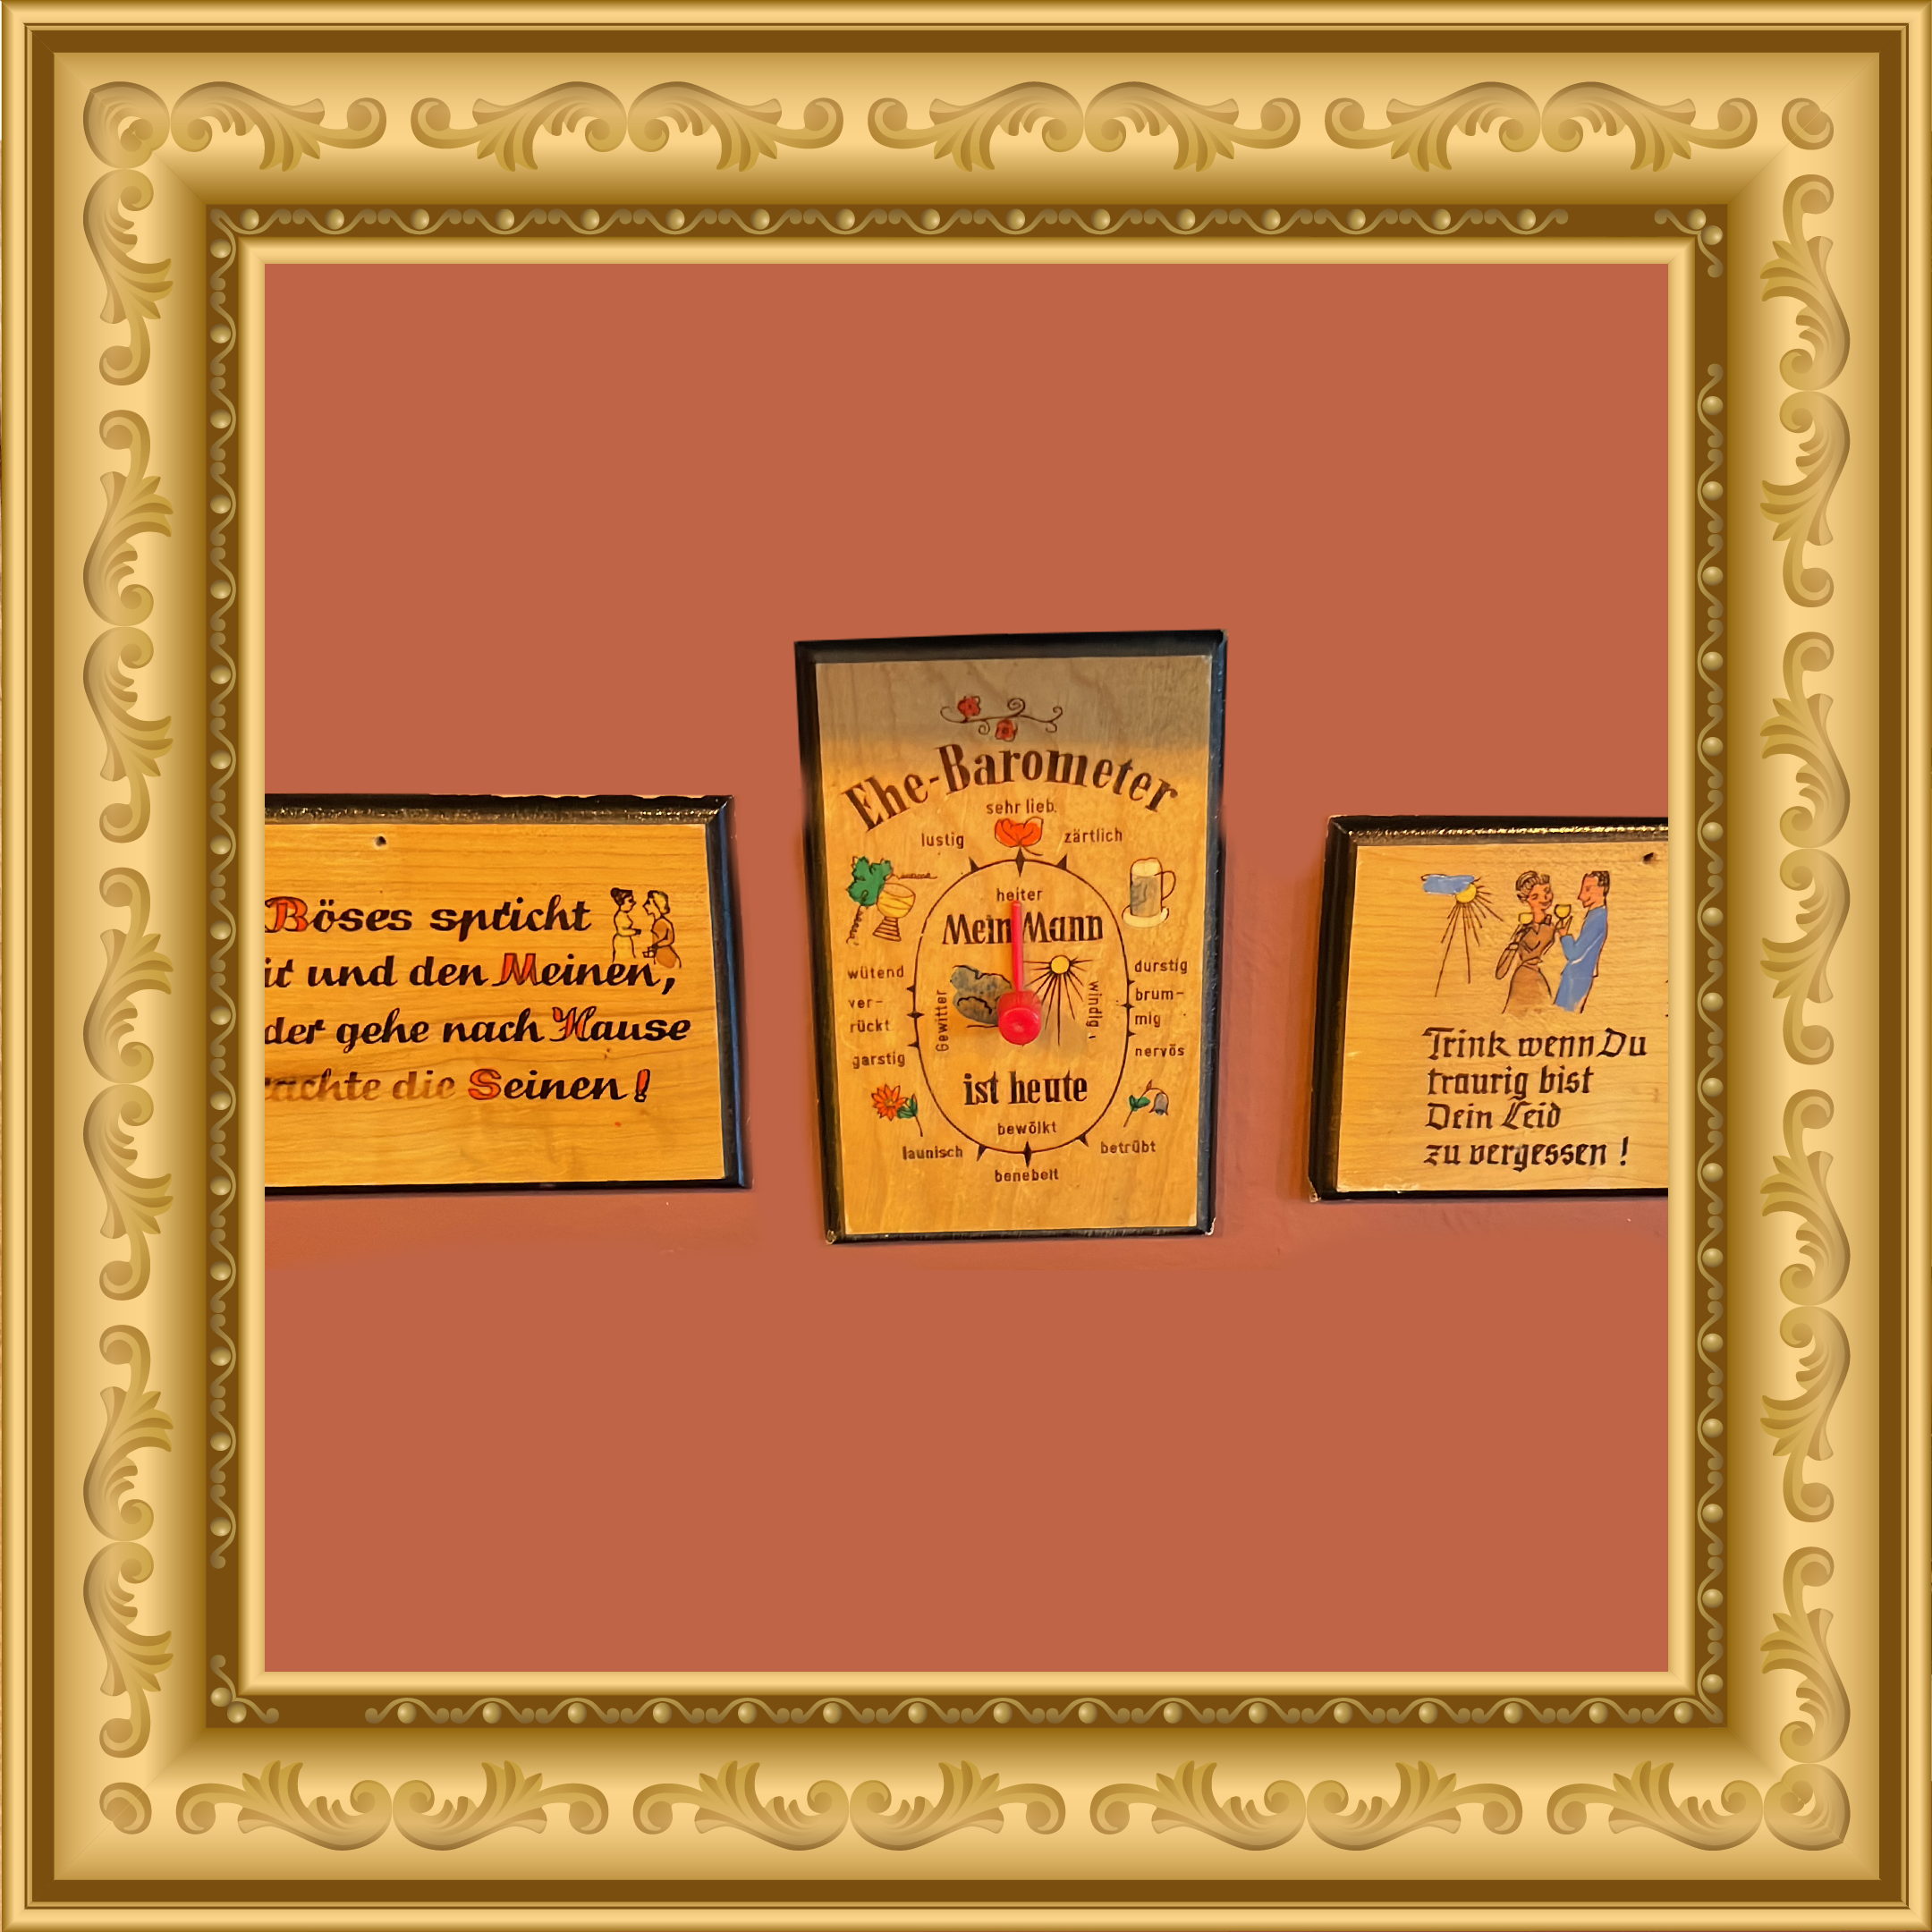 Böses spricht
und den Meinen,
gehe nach Hause
die Seinen!
Ehe-Barometer
sehr lieb.
lustig
zärtlich
heiter
Mein Mann
wütend
ver-
rückt
garstig
Gewitter
windig
durstig
brum-
mig
nervös
ist heute
bewölkt
launisch
betrübt
benebelt
Trink wenn Du
traurig bist
Dein Leid
zu vergessen!